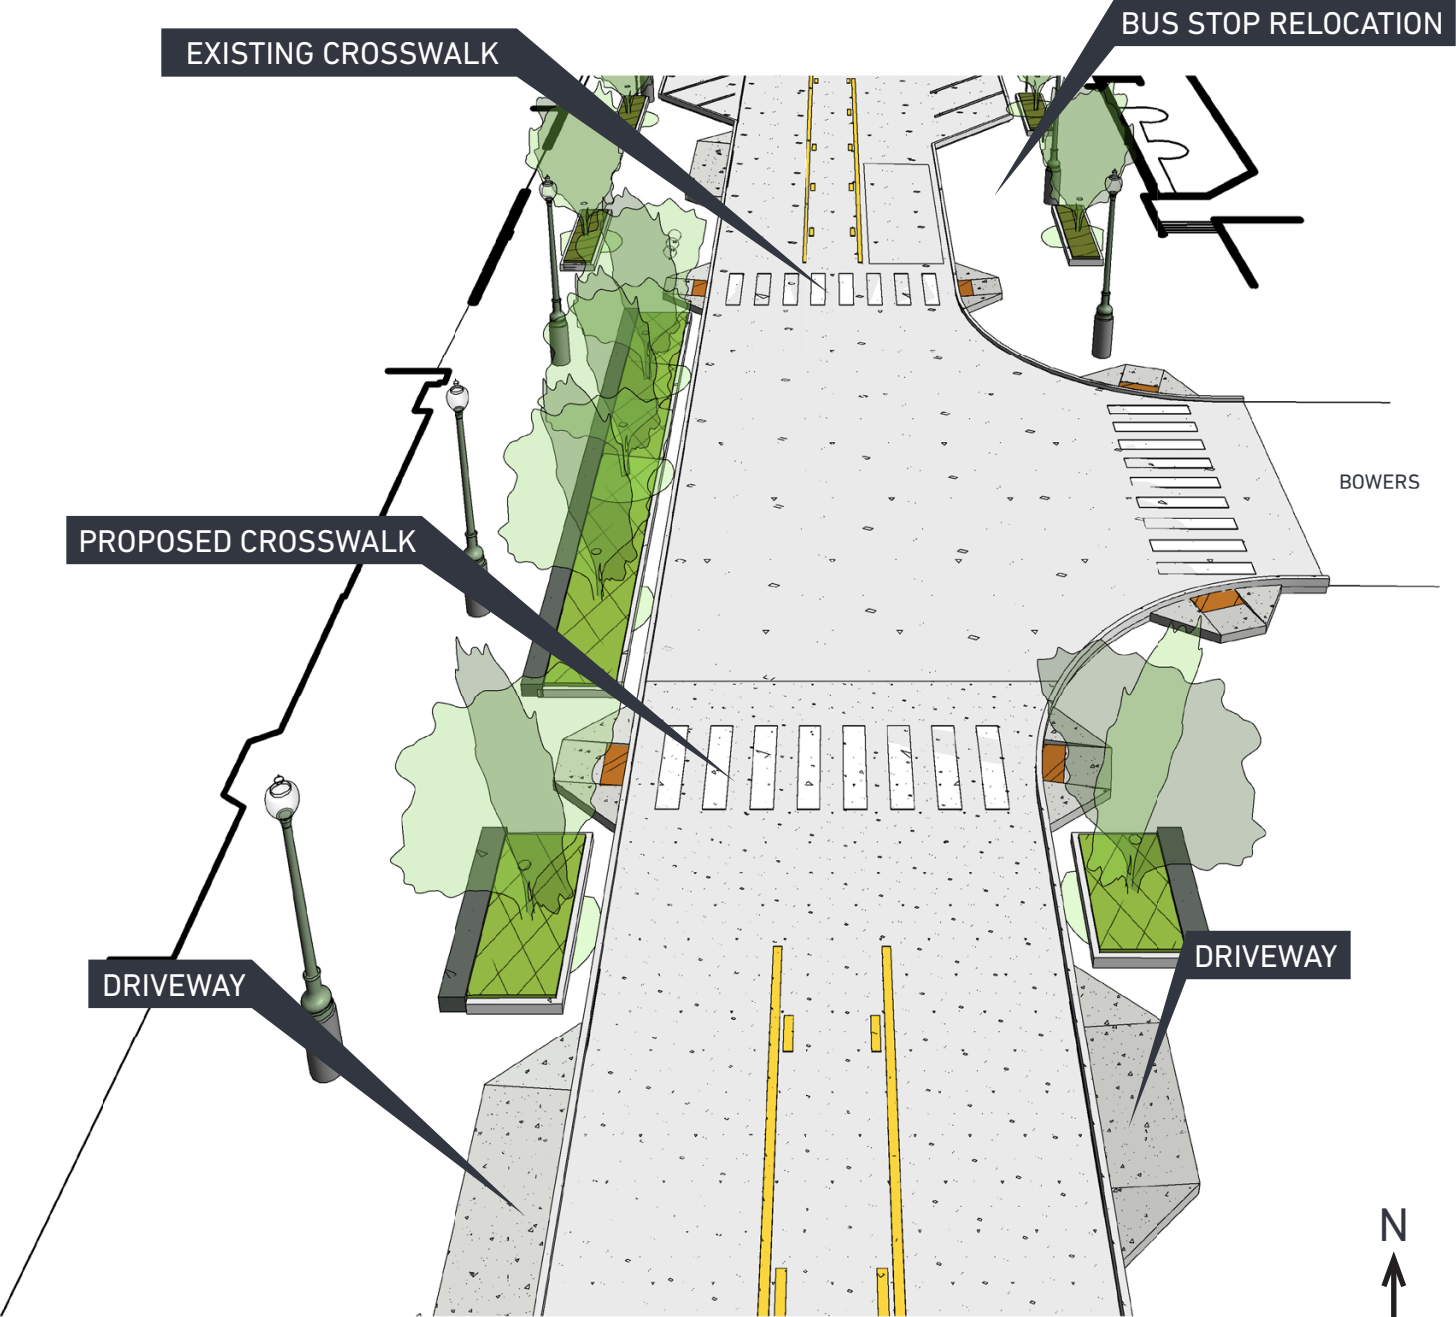 BUS STOP RELOCATION
EXISTING CROSSWALK
BOWERS
PROPOSED CROSSWALK
DRIVEWAY
DRIVEWAY
N